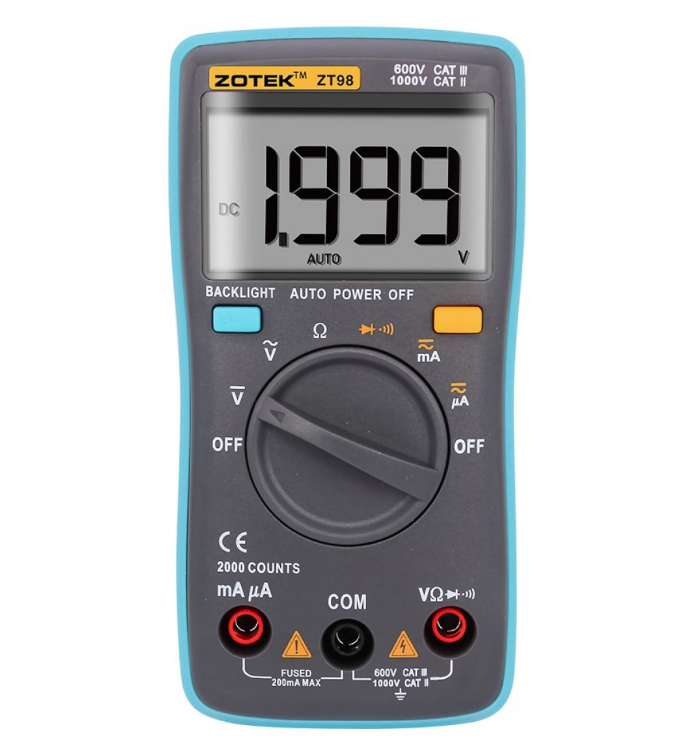 ZOTEK™ ZT98
600V CAT III
1000V CAT II
DC
1.999
AUTO
V
BACKLIGHT AUTO POWER OFF
Ω
V
mA
V
μA
OFF
OFF
CE
2000 COUNTS
mA μA
COM
VΩ
FUSED
200mA MAX
600V CAT III
1000V CAT II